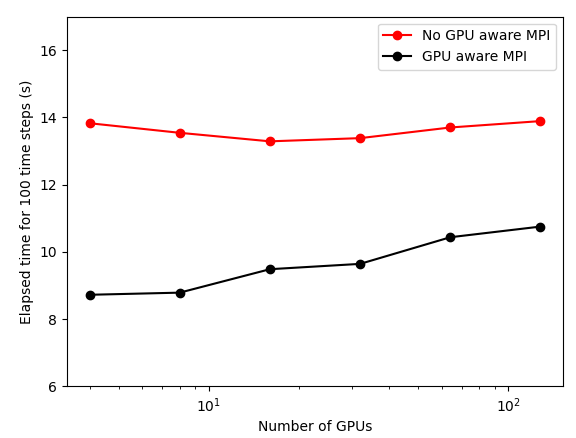 No GPU aware MPI
GPU aware MPI
16
14
12
10
8
6
Elapsed time for 100 time steps (s)
10¹
10²
Number of GPUs